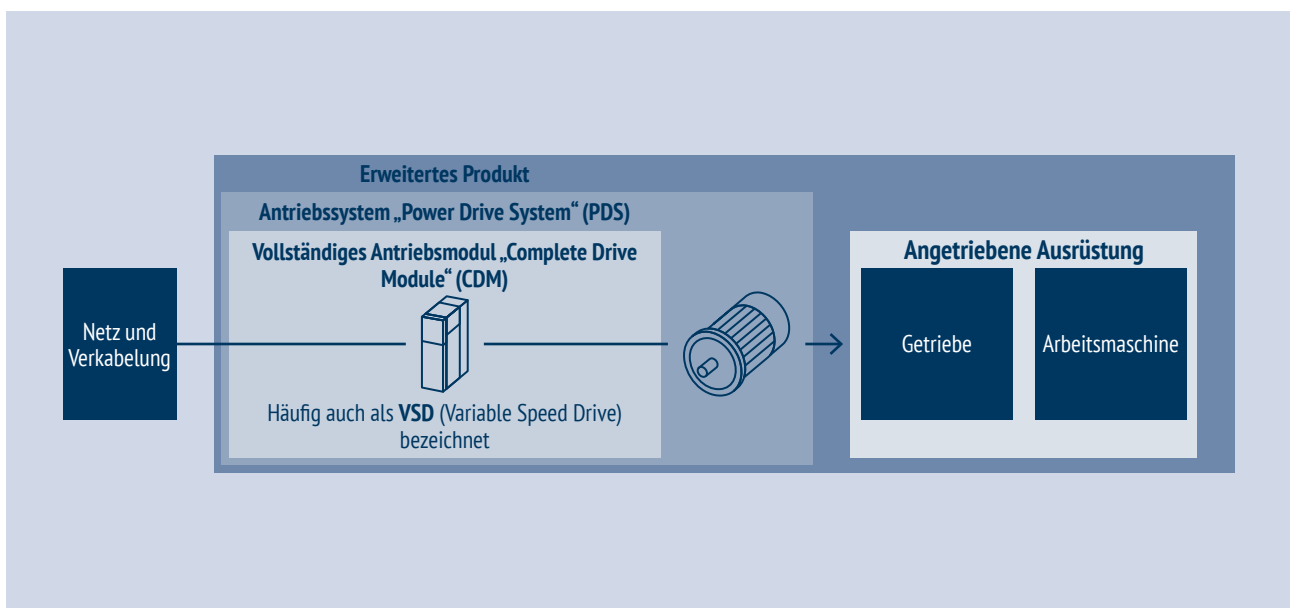 Erweitertes Produkt
Antriebssystem „Power Drive System“ (PDS)
Vollständiges Antriebsmodul „Complete Drive
Module“ (CDM)
Häufig auch als VSD (Variable Speed Drive)
bezeichnet
Netz und
Verkabelung
Angetriebene Ausrüstung
Getriebe
Arbeitsmaschine